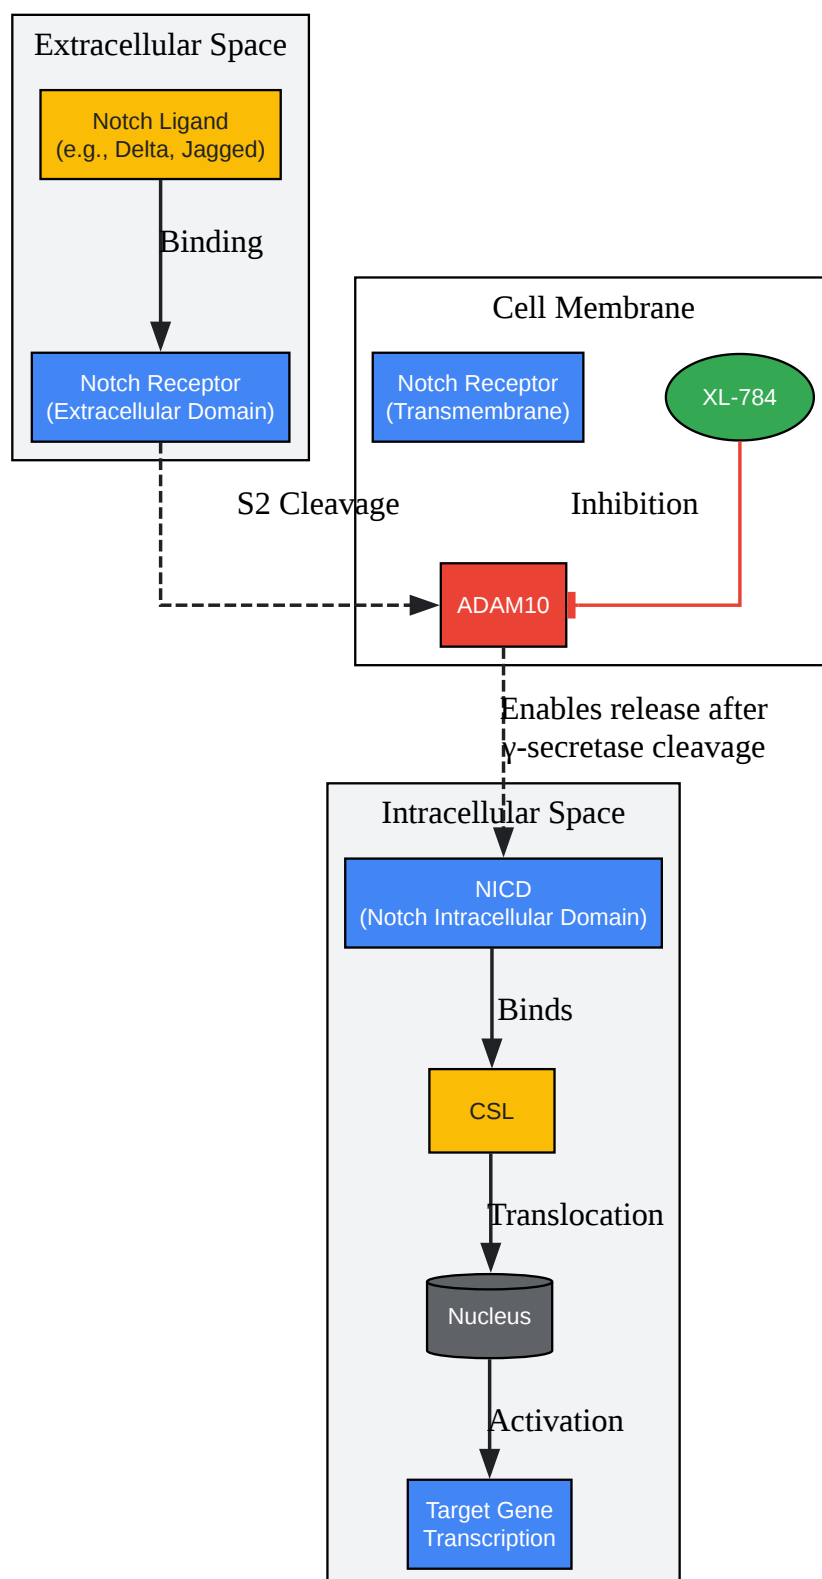 Extracellular Space
Notch Ligand
(e.g., Delta, Jagged)
Binding
Cell Membrane
Notch Receptor
(Extracellular Domain)
Notch Receptor
(Transmembrane)
XL-784
S2 Cleavage
Inhibition
ADAM10
Enables release after
γ-secretase cleavage
Intracellular Space
NICD
(Notch Intracellular Domain)
Binds
CSL
Translocation
Nucleus
Activation
Target Gene
Transcription